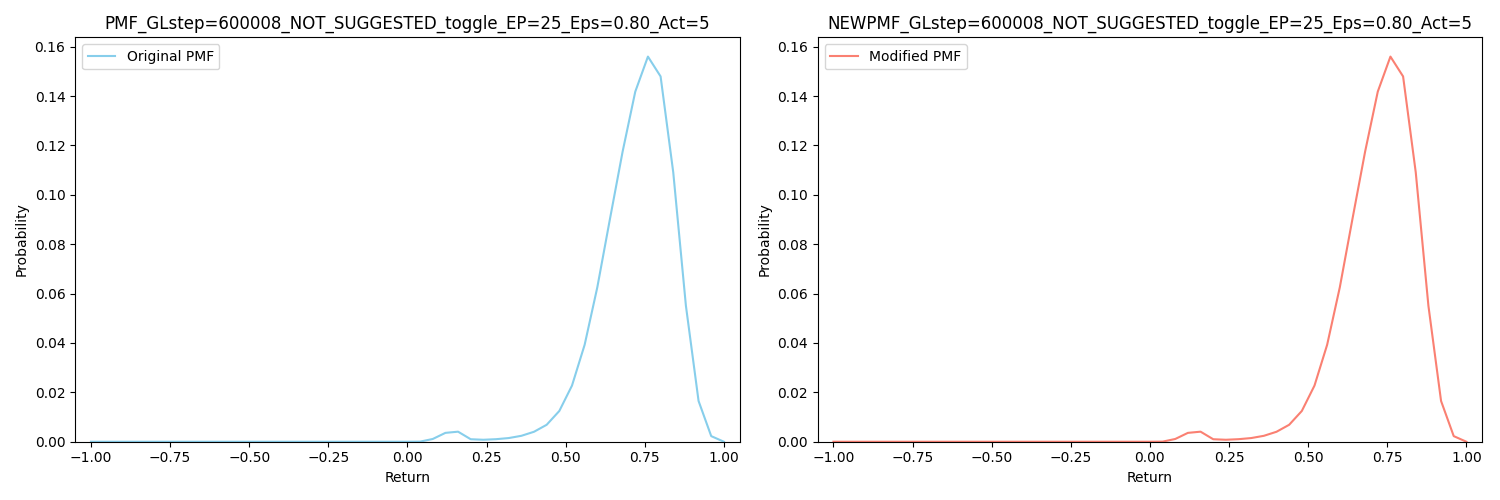 PMF_GLstep=600008_NOT_SUGGESTED_toggle_EP=25_Eps=0.80_Act=5
Original PMF
0.16
0.14
0.12
0.10
0.08
0.06
0.04
0.02
0.00
Probability
−1.00 −0.75 −0.50 −0.25 0.00 0.25 0.50 0.75 1.00
Return
NEWPMF_GLstep=600008_NOT_SUGGESTED_toggle_EP=25_Eps=0.80_Act=5
Modified PMF
0.16
0.14
0.12
0.10
0.08
0.06
0.04
0.02
0.00
Probability
−1.00 −0.75 −0.50 −0.25 0.00 0.25 0.50 0.75 1.00
Return